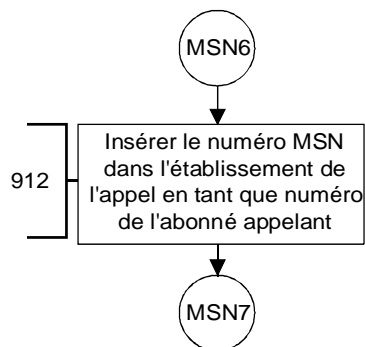 MSN6
912
Insérer le numéro MSN
dans l'établissement de
l'appel en tant que numéro
de l'abonné appelant
MSN7